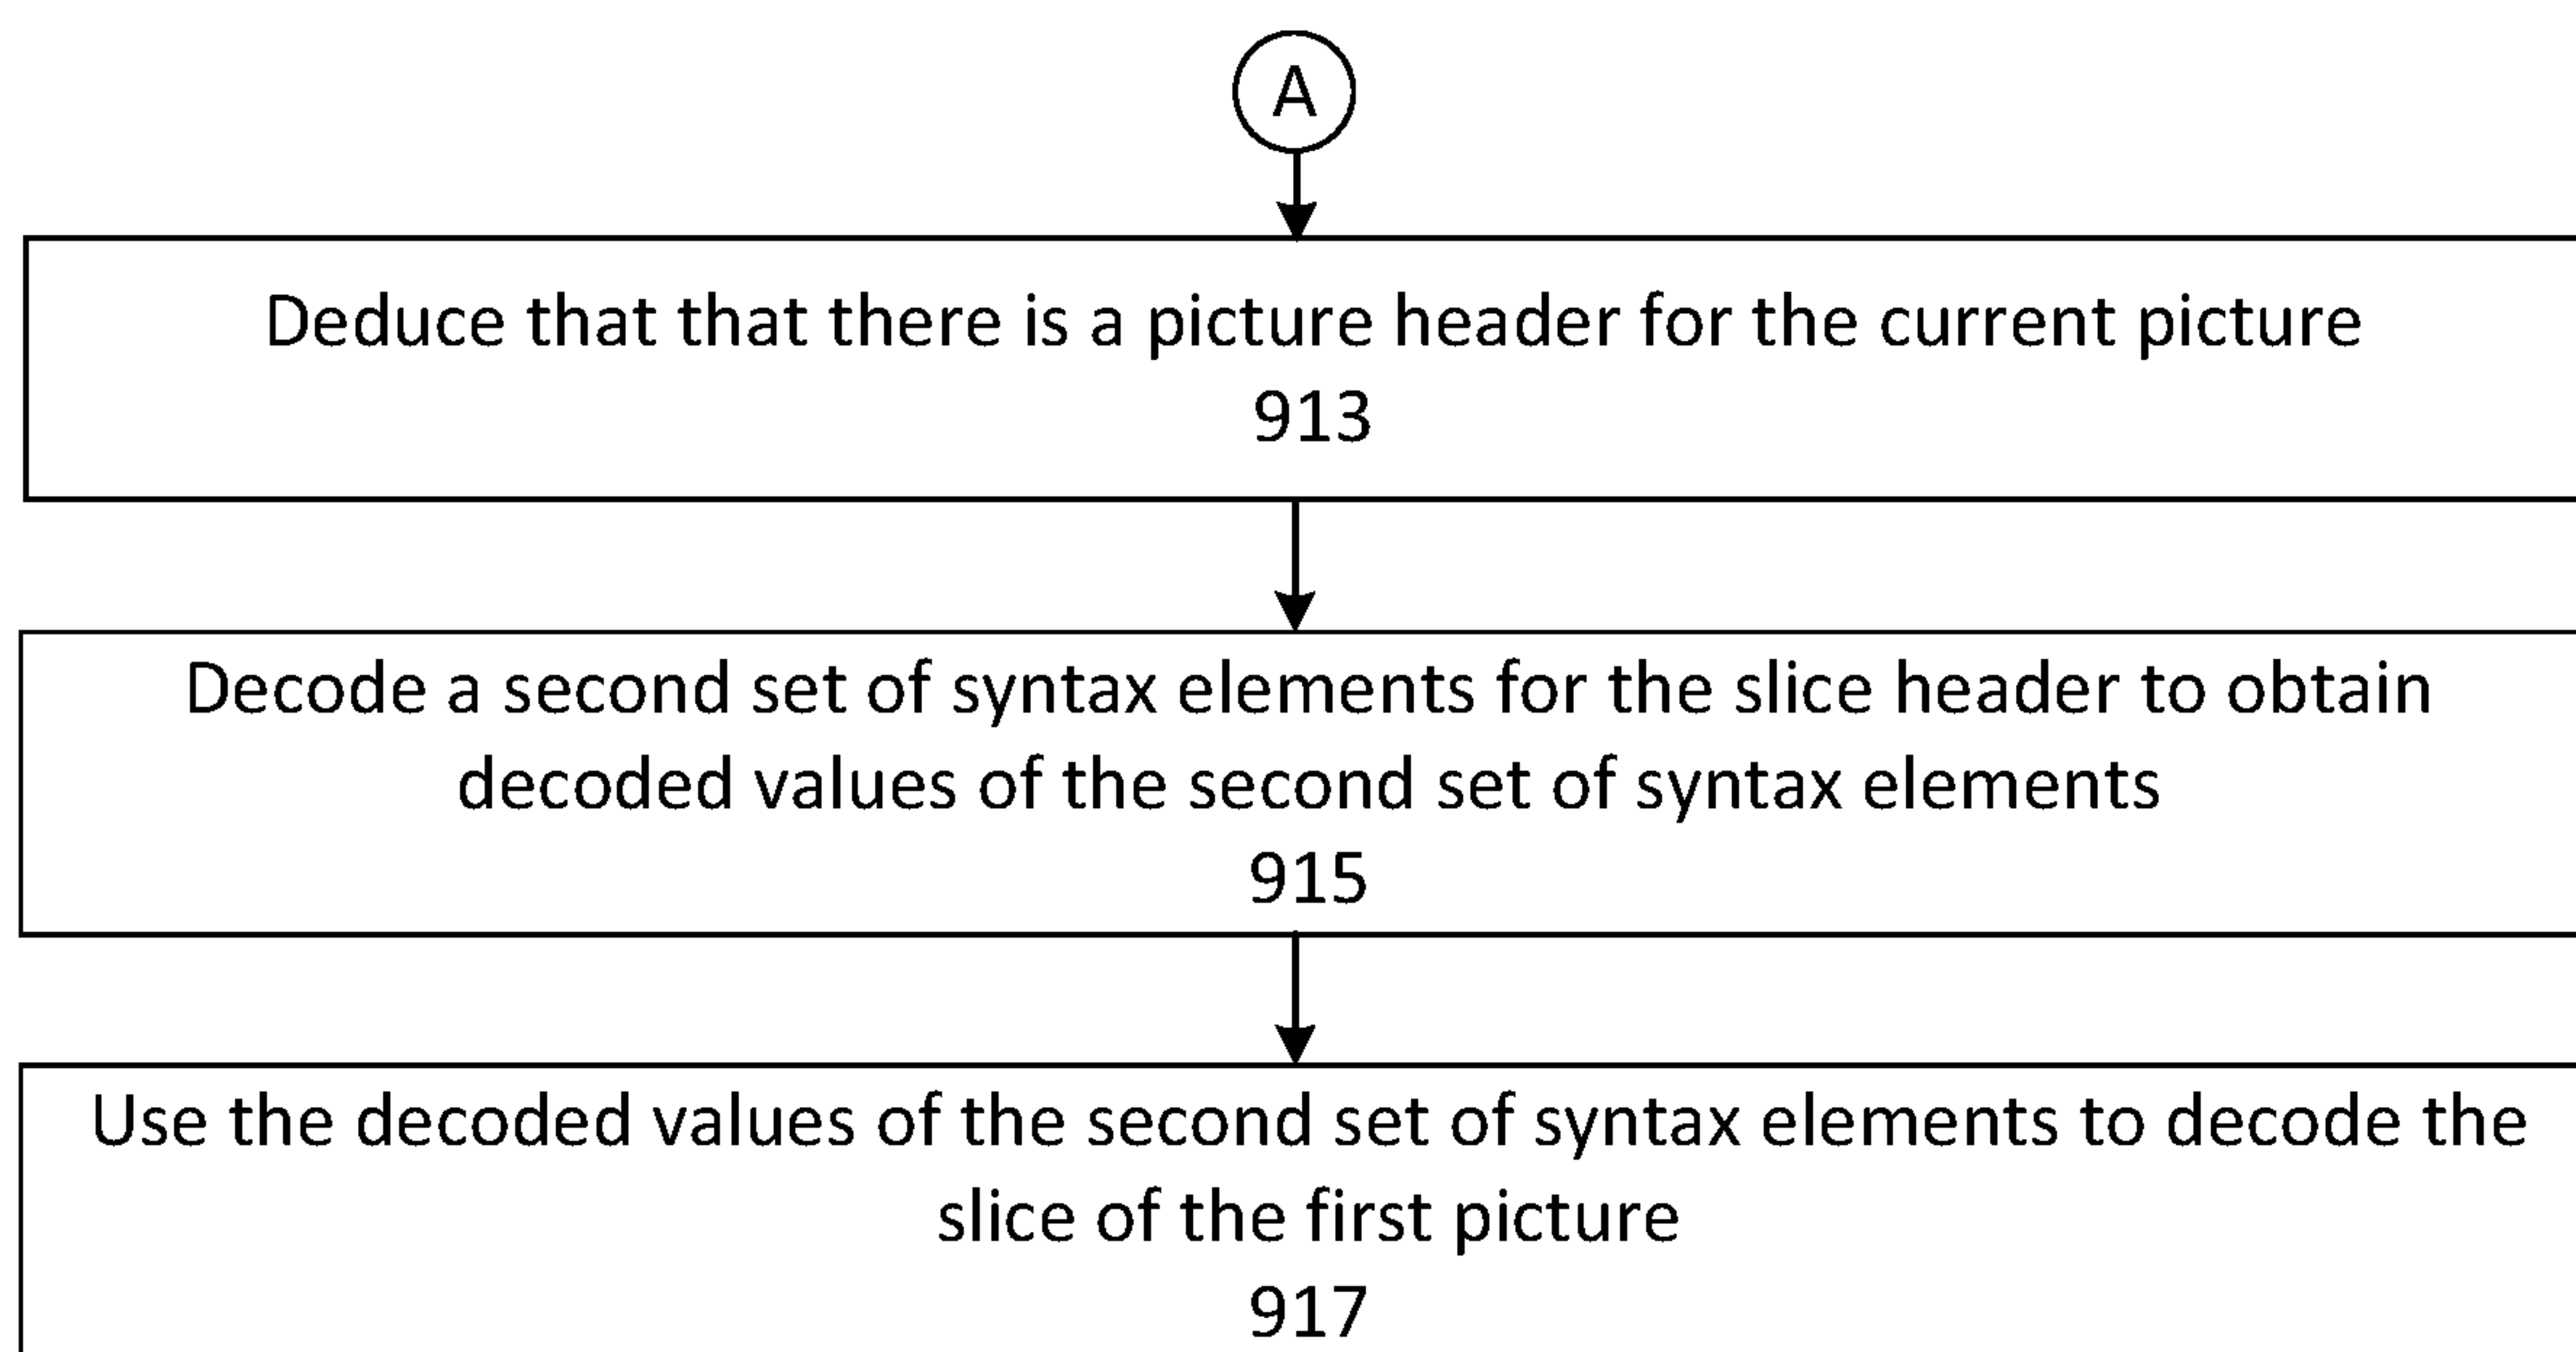 A
Deduce that that there is a picture header for the current picture
913
Decode a second set of syntax elements for the slice header to obtain
decoded values of the second set of syntax elements
915
Use the decoded values of the second set of syntax elements to decode the
slice of the first picture
917